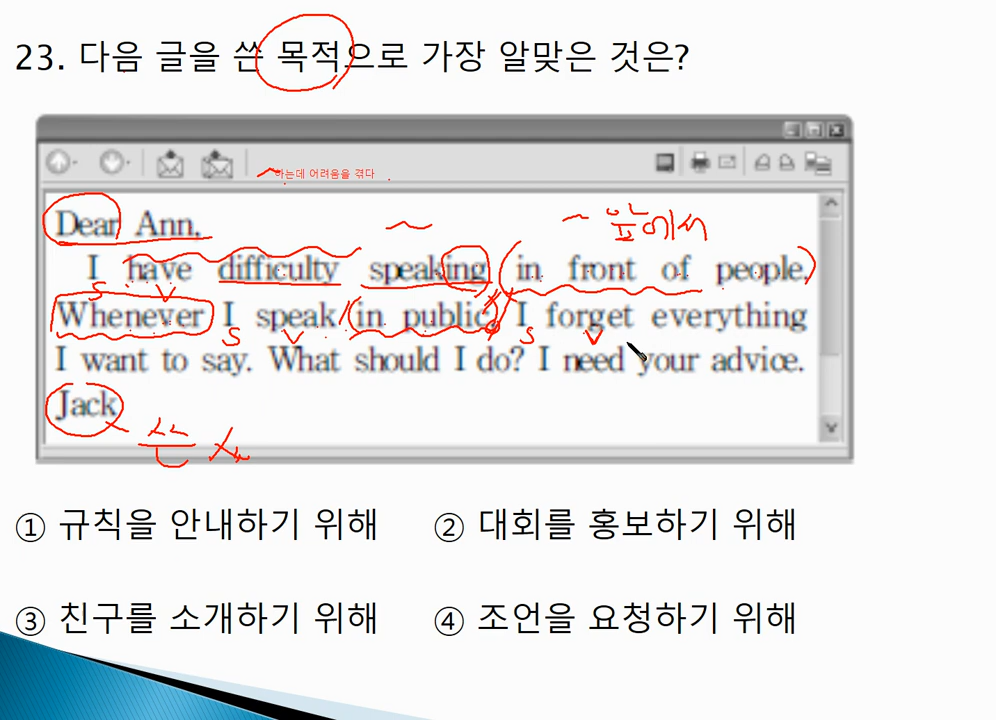 23. 다음 글을 쓴 목적으로 가장 알맞은 것은?
~하는데 어려움을 겪다
Dear Ann,
~ ~ 앞에서
I have difficulty speaking in front of people.
S V
Whenever I speak in public, I forget everything
S V S V
I want to say. What should I do? I need your advice.
Jack
쓴
① 규칙을 안내하기 위해 ② 대회를 홍보하기 위해
③ 친구를 소개하기 위해 ④ 조언을 요청하기 위해